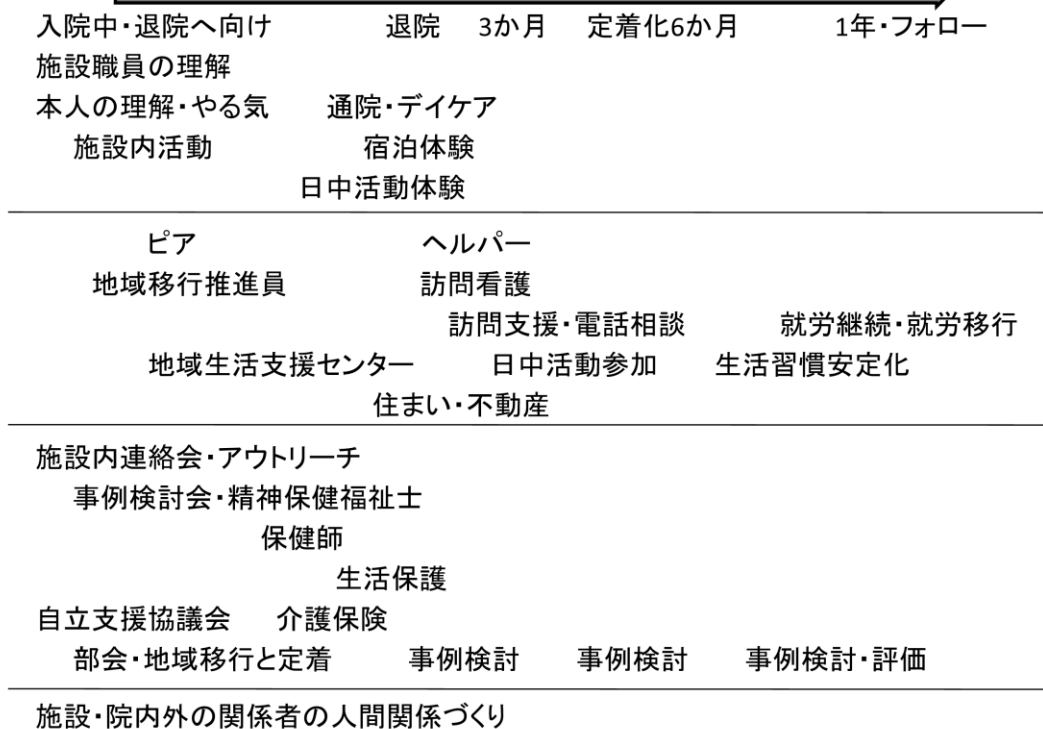 入院中・退院へ向け　退院　3か月　定着化6か月　1年・フォロー
施設職員の理解
本人の理解・やる気　通院・デイケア
施設内活動　宿泊体験
日中活動体験
ピア　ヘルパー
地域移行推進員　訪問看護
訪問支援・電話相談　就労継続・就労移行
地域生活支援センター　日中活動参加　生活習慣安定化
住まい・不動産
施設内連絡会・アウトリーチ
事例検討会・精神保健福祉士
保健師
生活保護
自立支援協議会　介護保険
部会・地域移行と定着　事例検討　事例検討　事例検討・評価
施設・院内外の関係者の人間関係づくり